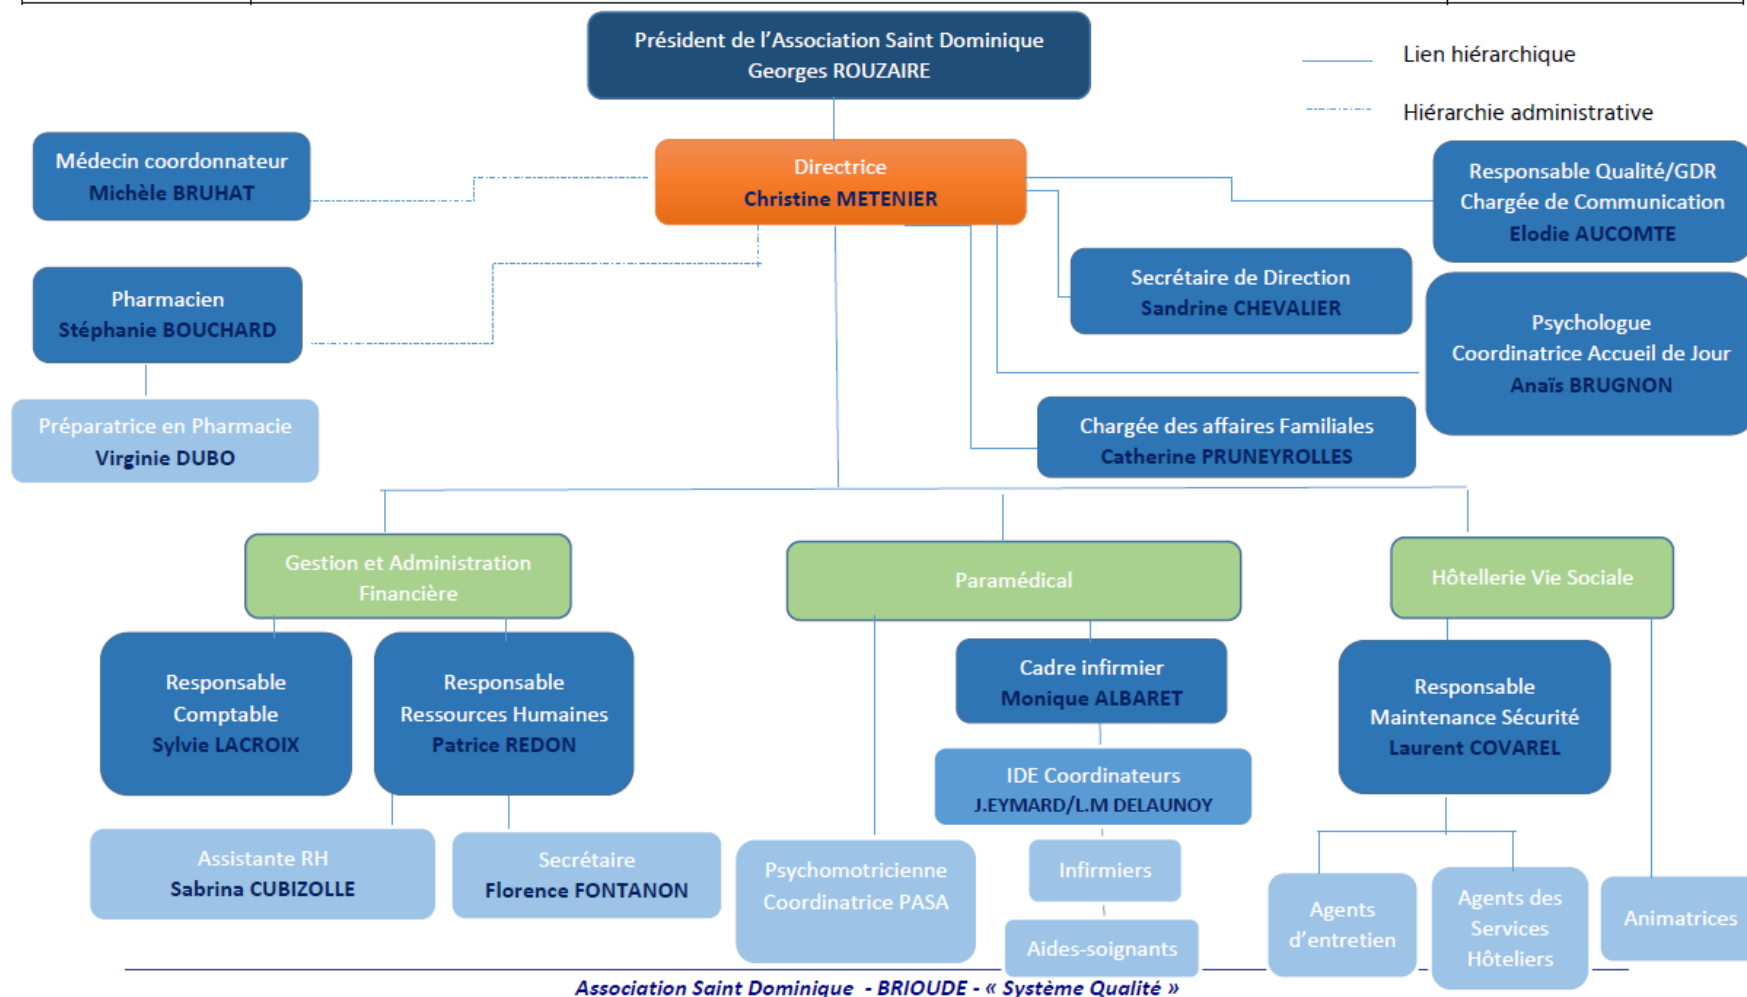 Président de l'Association Saint Dominique
Georges ROUZAIRE
Lien hiérarchique
Hiérarchie administrative
Médecin coordonnateur
Michèle BRUHAT
Directrice
Christine METENIER
Responsable Qualité/GDR
Chargée de Communication
Elodie AUCOMTE
Secrétaire de Direction
Sandrine CHEVALIER
Pharmacien
Stéphanie BOUCHARD
Psychologue
Coordinatrice Accueil de Jour
Anaïs BRUGNON
Préparatrice en Pharmacie
Virginie DUBO
Chargée des affaires Familiales
Catherine PRUNEYROLLES
Gestion et Administration
Financière
Paramédical
Hôtellerie Vie Sociale
Responsable
Comptable
Sylvie LACROIX
Responsable
Ressources Humaines
Patrice REDON
Cadre infirmier
Monique ALBARET
Responsable
Maintenance Sécurité
Laurent COVAREL
IDE Coordinateurs
J.EYMARD/L.M DELAUNOY
Assistante RH
Sabrina CUBIZOLLE
Secrétaire
Florence FONTANON
Psychomotricienne
Coordinatrice PASA
Infirmiers
Aides-soignants
Agents
d'entretien
Agents des
Services
Hôteliers
Animatrices
Association Saint Dominique - BRIOUDE - « Système Qualité »